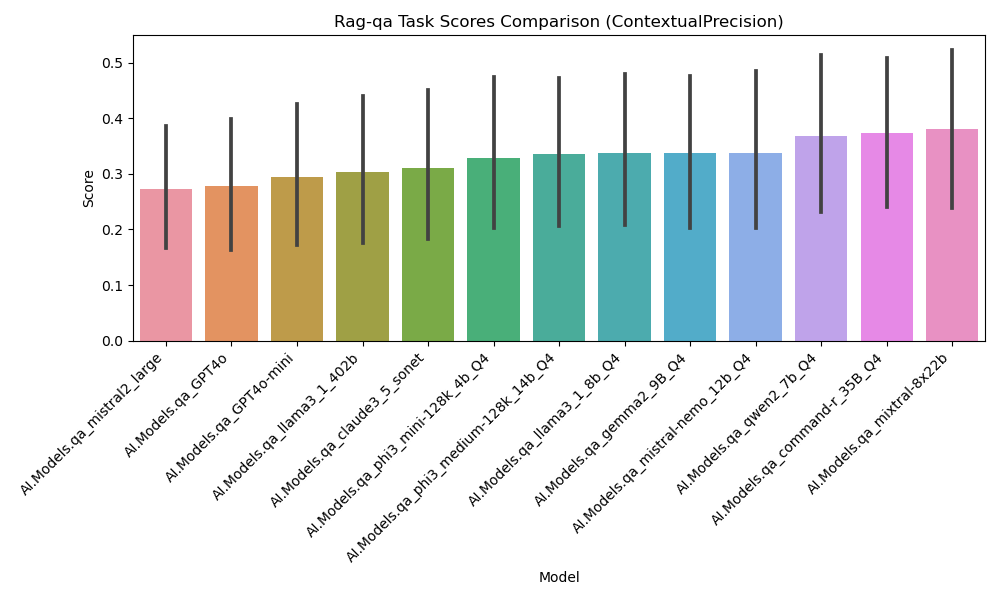 Rag-qa Task Scores Comparison (ContextualPrecision)
Score
0.5
0.4
0.3
0.2
0.1
0.0
AI.Models.qa_mistral2_large
AI.Models.qa_GPT4o
AI.Models.qa_GPT4o-mini
AI.Models.qa_llama3_1_402b
AI.Models.qa_claude3_5_sonet
AI.Models.qa_phi3_mini-128k_4b_Q4
AI.Models.qa_phi3_medium-128k_14b_Q4
AI.Models.qa_llama3_1_8b_Q4
AI.Models.qa_gemma2_9B_Q4
AI.Models.qa_mistral-nemo_12b_Q4
AI.Models.qa_qwen2_7b_Q4
AI.Models.qa_command-r_35B_Q4
AI.Models.qa_mixtral-8x22b
Model